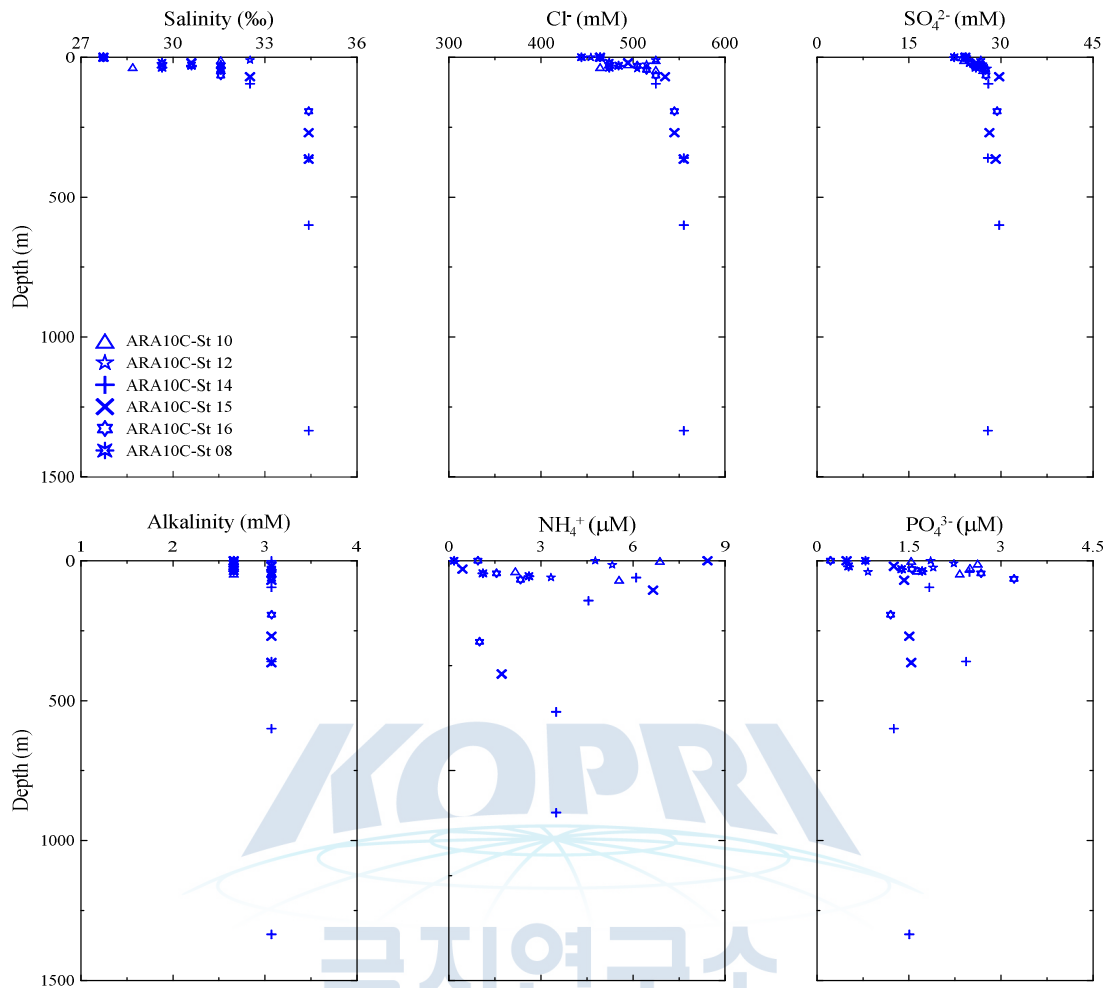 Salinity (‰) Cl⁻ (mM) SO₄²⁻ (mM)
27 30 33 36 300 400 500 600 0 15 30 45
0
500
Depth (m)
1000
1500
ARA10C-St 10
ARA10C-St 12
ARA10C-St 14
ARA10C-St 15
ARA10C-St 16
ARA10C-St 08
Alkalinity (mM) NH₄⁺ (μM) PO₄³⁻ (μM)
1 2 3 4 0 3 6 9 0 1.5 3 4.5
0
500
Depth (m)
1000
1500
KOPRI
극지연구소